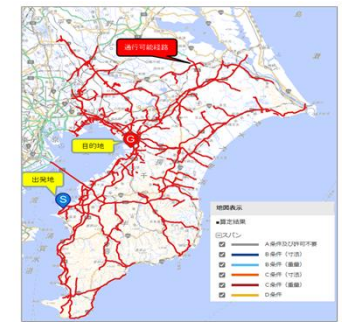 通行可能経路
目的地
G
出発地
S
地図表示
■算定結果
スパン
A条件及び許可不要
B条件（寸法）
B条件（重量）
C条件（寸法）
C条件（重量）
D条件